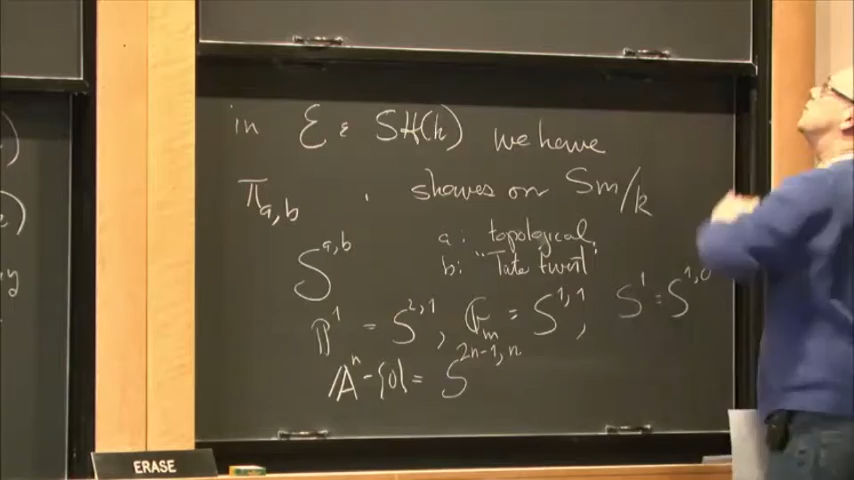 in ℰ ∈ SH(k) we have
π_{a,b} sheaves on Sm/k
S^{a,b} a: topological,
b: "Tate twist"
ℙ^1 = S^{2,1}, 𝔾_m = S^{1,1}, S^1 = S^{1,0}
𝔸^n - {0} = S^{2n-1,n}
ERASE